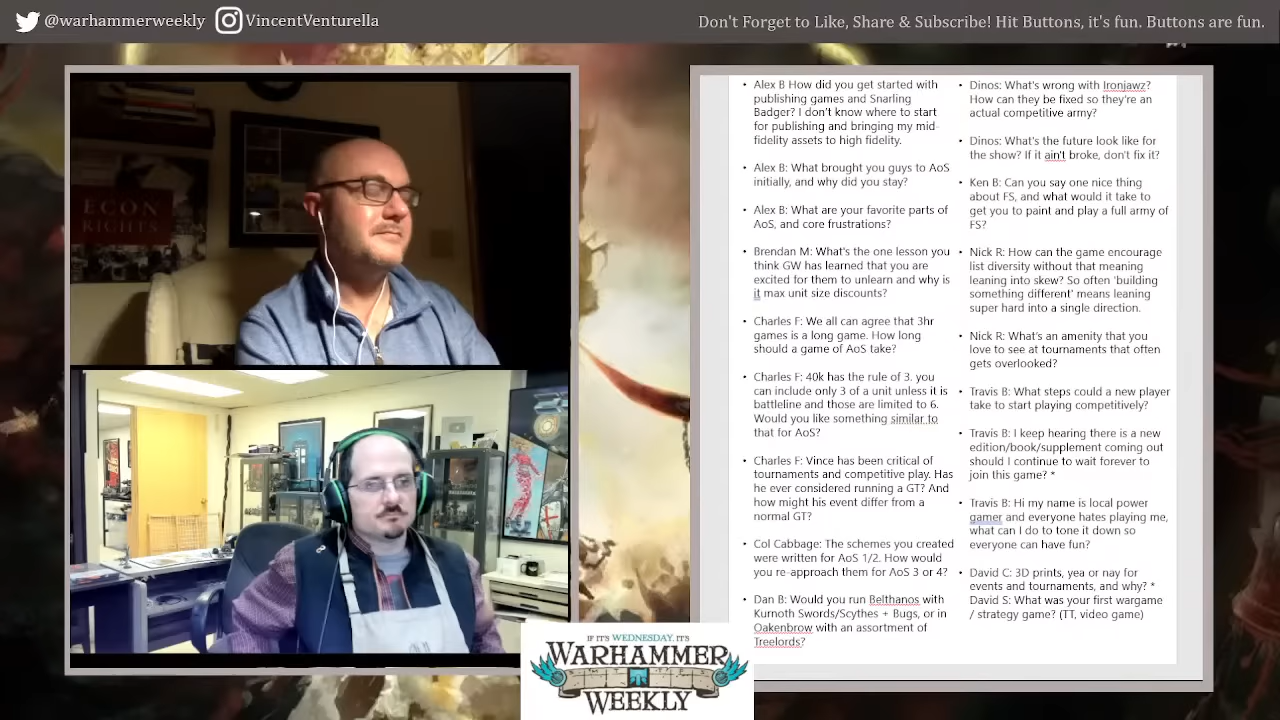 @warhammerweekly VincentVenturella
Don't Forget to Like, Share & Subscribe! Hit Buttons, it's fun. Buttons are fun.
ECON
RIGHTS
• Alex B How did you get started with
publishing games and Snarling
Badger? I don't know where to start
for publishing and bringing my mid-
fidelity assets to high fidelity.
• Alex B: What brought you guys to AoS
initially, and why did you stay?
• Alex B: What are your favorite parts of
AoS, and core frustrations?
• Brendan M: What's the one lesson you
think GW has learned that you are
excited for them to unlearn and why is
it max unit size discounts?
• Charles F: We all can agree that 3hr
games is a long game. How long
should a game of AoS take?
• Charles F: 40k has the rule of 3. you
can include only 3 of a unit unless it is
battleline and those are limited to 6.
Would you like something similar to
that for AoS?
• Charles F: Vince has been critical of
tournaments and competitive play. Has
he ever considered running a GT? And
how might his event differ from a
normal GT?
• Col Cabbage: The schemes you created
were written for AoS 1/2. How would
you re-approach them for AoS 3 or 4?
• Dan B: Would you run Belthanos with
Kurnoth Swords/Scythes + Bugs, or in
Oakenbrow with an assortment of
Treelords?
• Dinos: What's wrong with Ironjawz?
How can they be fixed so they're an
actual competitive army?
• Dinos: What's the future look like for
the show? If it ain't broke, don't fix it?
• Ken B: Can you say one nice thing
about FS, and what would it take to
get you to paint and play a full army of
FS?
• Nick R: How can the game encourage
list diversity without that meaning
leaning into skew? So often 'building
something different' means leaning
super hard into a single direction.
• Nick R: What's an amenity that you
love to see at tournaments that often
gets overlooked?
• Travis B: What steps could a new player
take to start playing competitively?
• Travis B: I keep hearing there is a new
edition/book/supplement coming out
should I continue to wait forever to
join this game? *
• Travis B: Hi my name is local power
gamer and everyone hates playing me,
what can I do to tone it down so
everyone can have fun?
• David C: 3D prints, yea or nay for
events and tournaments, and why? *
David S: What was your first wargame
/ strategy game? (TT, video game)
IF IT'S WEDNESDAY, IT'S
WARHAMMER
WEEKLY